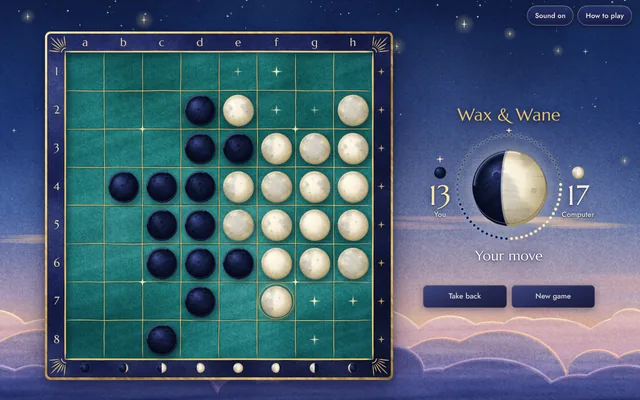 Sound on
How to play
a b c d e f g h
1
2
3
4
5
6
7
8
Wax & Wane
13
You
17
Computer
Your move
Take back
New game